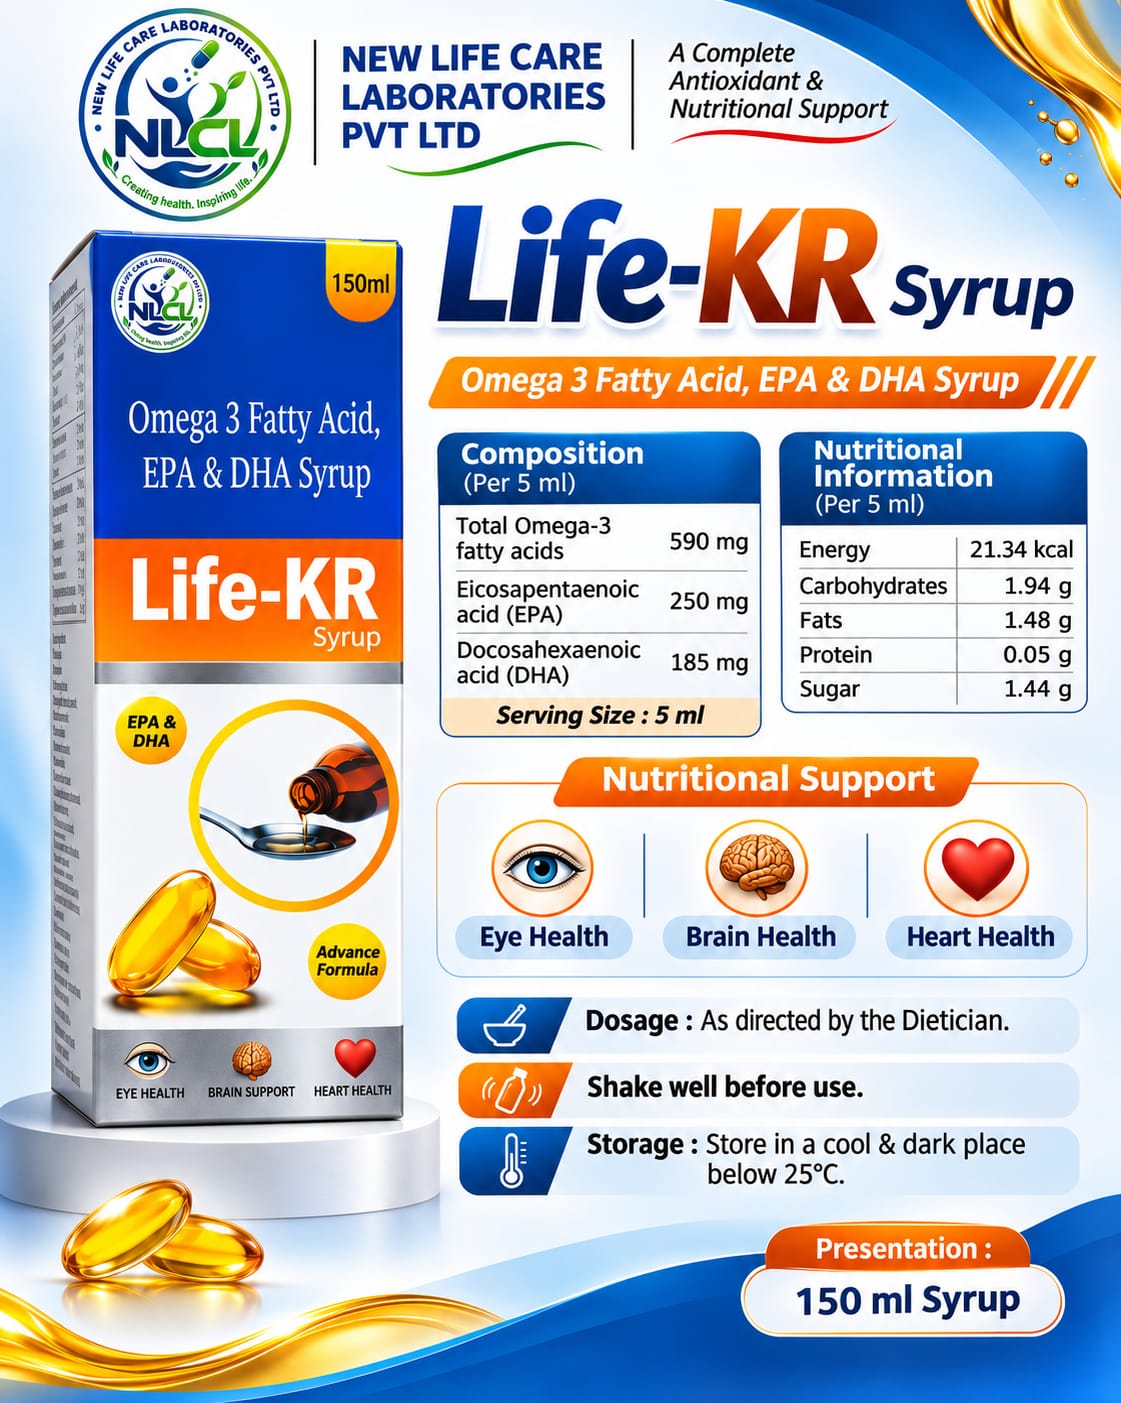 NEW LIFE CARE LABORATORIES PVT LTD
NLCL
Creating health. Inspiring life.
NEW LIFE CARE
LABORATORIES
PVT LTD
A Complete
Antioxidant &
Nutritional Support
Life-KR Syrup
Omega 3 Fatty Acid, EPA & DHA Syrup
NLCL
150ml
Omega 3 Fatty Acid,
EPA & DHA Syrup
Life-KR
Syrup
EPA &
DHA
Advance
Formula
EYE HEALTH
BRAIN SUPPORT
HEART HEALTH
Composition
(Per 5 ml)
Total Omega-3
fatty acids 590 mg
Eicosapentaenoic
acid (EPA) 250 mg
Docosahexaenoic
acid (DHA) 185 mg
Serving Size : 5 ml
Nutritional
Information
(Per 5 ml)
Energy 21.34 kcal
Carbohydrates 1.94 g
Fats 1.48 g
Protein 0.05 g
Sugar 1.44 g
Nutritional Support
Eye Health
Brain Health
Heart Health
Dosage : As directed by the Dietician.
Shake well before use.
Storage : Store in a cool & dark place
below 25°C.
Presentation :
150 ml Syrup